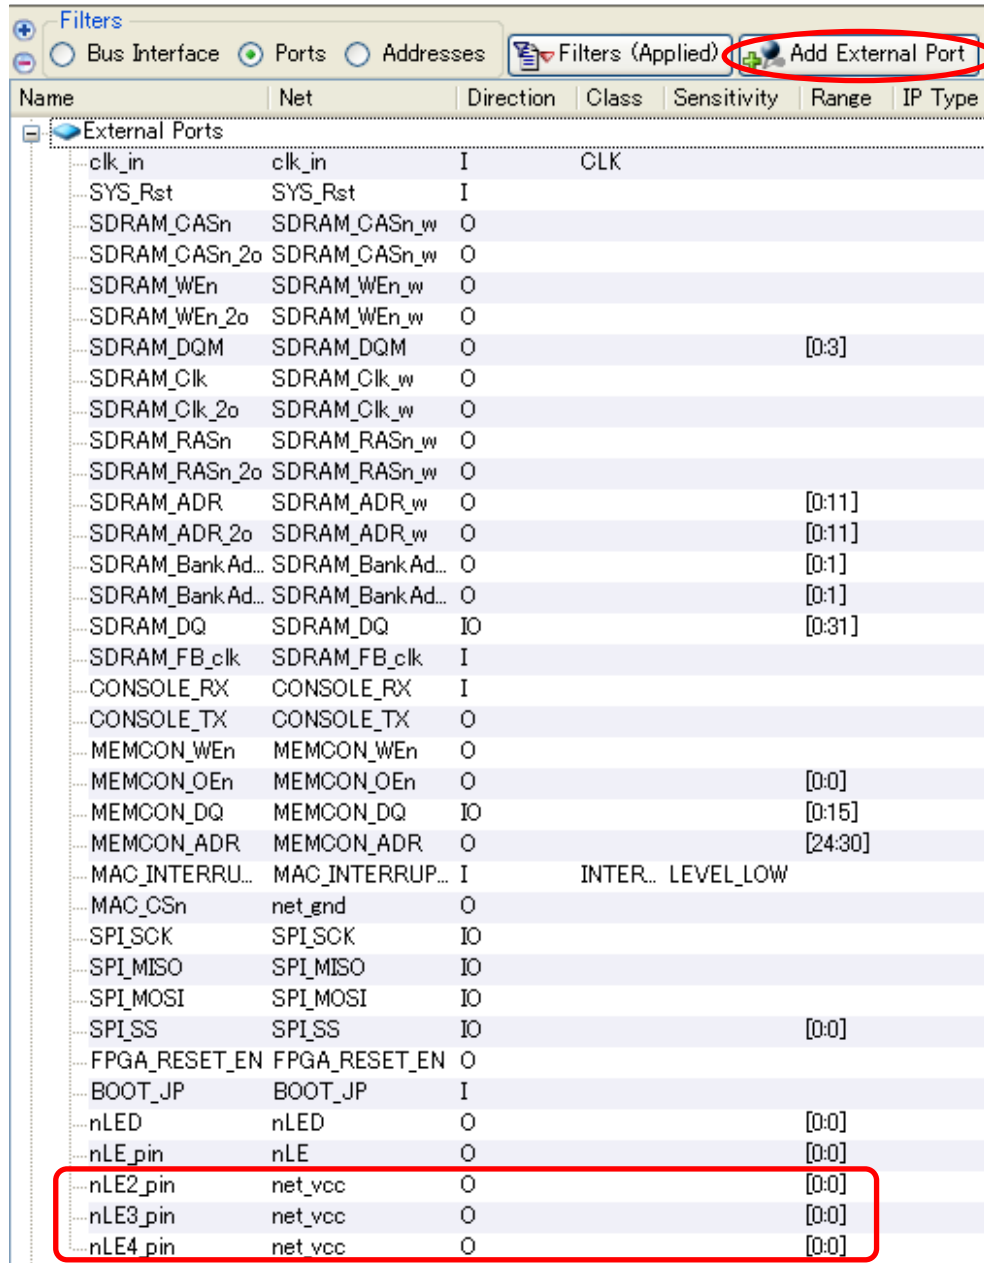 Filters
Bus Interface Ports Addresses Filters (Applied) Add External Port
Name Net Direction Class Sensitivity Range IP Type
External Ports
clk_in clk_in I CLK
SYS_Rst SYS_Rst I
SDRAM_CASn SDRAM_CASn_w O
SDRAM_CASn_2o SDRAM_CASn_w O
SDRAM_WEn SDRAM_WEn_w O
SDRAM_WEn_2o SDRAM_WEn_w O
SDRAM_DQM SDRAM_DQM O [0:3]
SDRAM_Clk SDRAM_Clk_w O
SDRAM_Clk_2o SDRAM_Clk_w O
SDRAM_RASn SDRAM_RASn_w O
SDRAM_RASn_2o SDRAM_RASn_w O
SDRAM_ADR SDRAM_ADR_w O [0:11]
SDRAM_ADR_2o SDRAM_ADR_w O [0:11]
SDRAM_BankAd... SDRAM_BankAd... O [0:1]
SDRAM_BankAd... SDRAM_BankAd... O [0:1]
SDRAM_DQ SDRAM_DQ IO [0:31]
SDRAM_FB_clk SDRAM_FB_clk I
CONSOLE_RX CONSOLE_RX I
CONSOLE_TX CONSOLE_TX O
MEMCON_WEn MEMCON_WEn O
MEMCON_OEn MEMCON_OEn O [0:0]
MEMCON_DQ MEMCON_DQ IO [0:15]
MEMCON_ADR MEMCON_ADR O [24:30]
MAC_INTERRU... MAC_INTERRUP... I INTER... LEVEL_LOW
MAC_CSn net_gnd O
SPI_SCK SPI_SCK IO
SPI_MISO SPI_MISO IO
SPI_MOSI SPI_MOSI IO
SPI_SS SPI_SS IO [0:0]
FPGA_RESET_EN FPGA_RESET_EN O
BOOT_JP BOOT_JP I
nLED nLED O [0:0]
nLE_pin nLE O [0:0]
nLE2_pin net_vcc O [0:0]
nLE3_pin net_vcc O [0:0]
nLE4_pin net_vcc O [0:0]